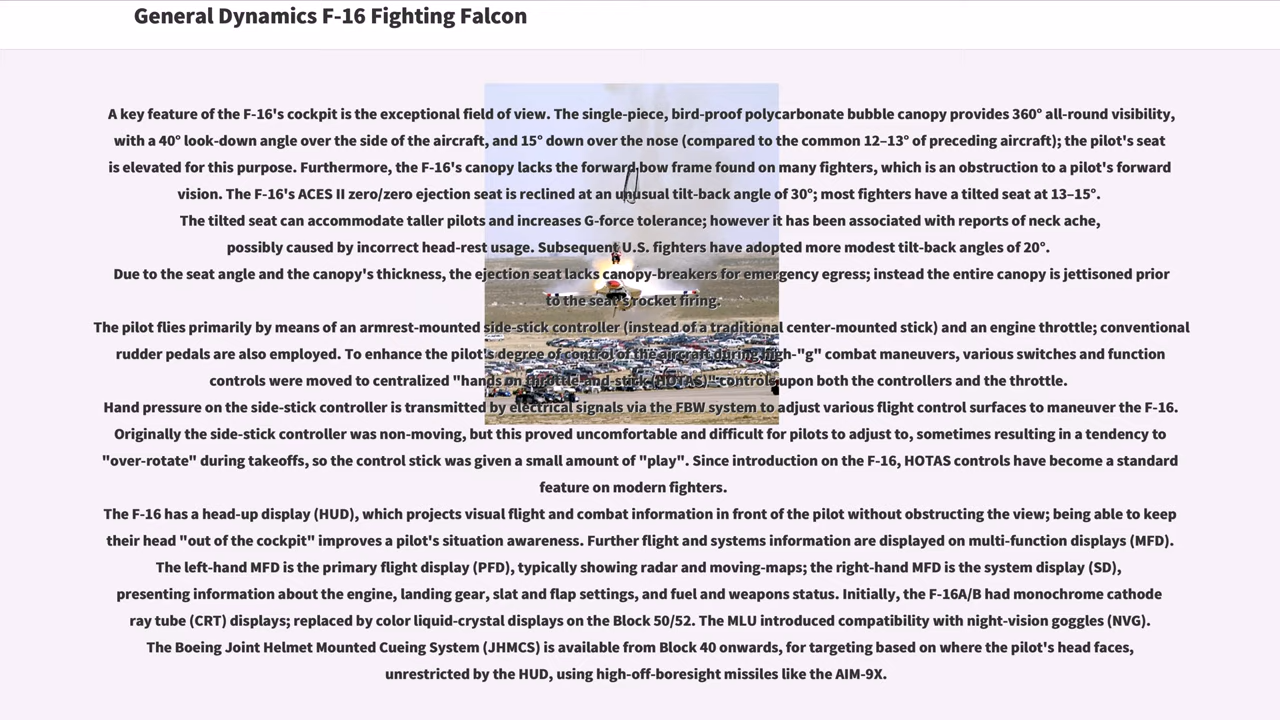 General Dynamics F-16 Fighting Falcon
A key feature of the F-16's cockpit is the exceptional field of view. The single-piece, bird-proof polycarbonate bubble canopy provides 360° all-round visibility,
with a 40° look-down angle over the side of the aircraft, and 15° down over the nose (compared to the common 12–13° of preceding aircraft); the pilot's seat
is elevated for this purpose. Furthermore, the F-16's canopy lacks the forward bow frame found on many fighters, which is an obstruction to a pilot's forward
vision. The F-16's ACES II zero/zero ejection seat is reclined at an unusual tilt-back angle of 30°; most fighters have a tilted seat at 13–15°.
The tilted seat can accommodate taller pilots and increases G-force tolerance; however it has been associated with reports of neck ache,
possibly caused by incorrect head-rest usage. Subsequent U.S. fighters have adopted more modest tilt-back angles of 20°.
Due to the seat angle and the canopy's thickness, the ejection seat lacks canopy-breakers for emergency egress; instead the entire canopy is jettisoned prior
to the seat's rocket firing.
The pilot flies primarily by means of an armrest-mounted side-stick controller (instead of a traditional center-mounted stick) and an engine throttle; conventional
rudder pedals are also employed. To enhance the pilot's degree of control of the aircraft during high-"g" combat maneuvers, various switches and function
controls were moved to centralized "hands on throttle-and-stick (HOTAS)" controls upon both the controllers and the throttle.
Hand pressure on the side-stick controller is transmitted by electrical signals via the FBW system to adjust various flight control surfaces to maneuver the F-16.
Originally the side-stick controller was non-moving, but this proved uncomfortable and difficult for pilots to adjust to, sometimes resulting in a tendency to
"over-rotate" during takeoffs, so the control stick was given a small amount of "play". Since introduction on the F-16, HOTAS controls have become a standard
feature on modern fighters.
The F-16 has a head-up display (HUD), which projects visual flight and combat information in front of the pilot without obstructing the view; being able to keep
their head "out of the cockpit" improves a pilot's situation awareness. Further flight and systems information are displayed on multi-function displays (MFD).
The left-hand MFD is the primary flight display (PFD), typically showing radar and moving-maps; the right-hand MFD is the system display (SD),
presenting information about the engine, landing gear, slat and flap settings, and fuel and weapons status. Initially, the F-16A/B had monochrome cathode
ray tube (CRT) displays; replaced by color liquid-crystal displays on the Block 50/52. The MLU introduced compatibility with night-vision goggles (NVG).
The Boeing Joint Helmet Mounted Cueing System (JHMCS) is available from Block 40 onwards, for targeting based on where the pilot's head faces,
unrestricted by the HUD, using high-off-boresight missiles like the AIM-9X.